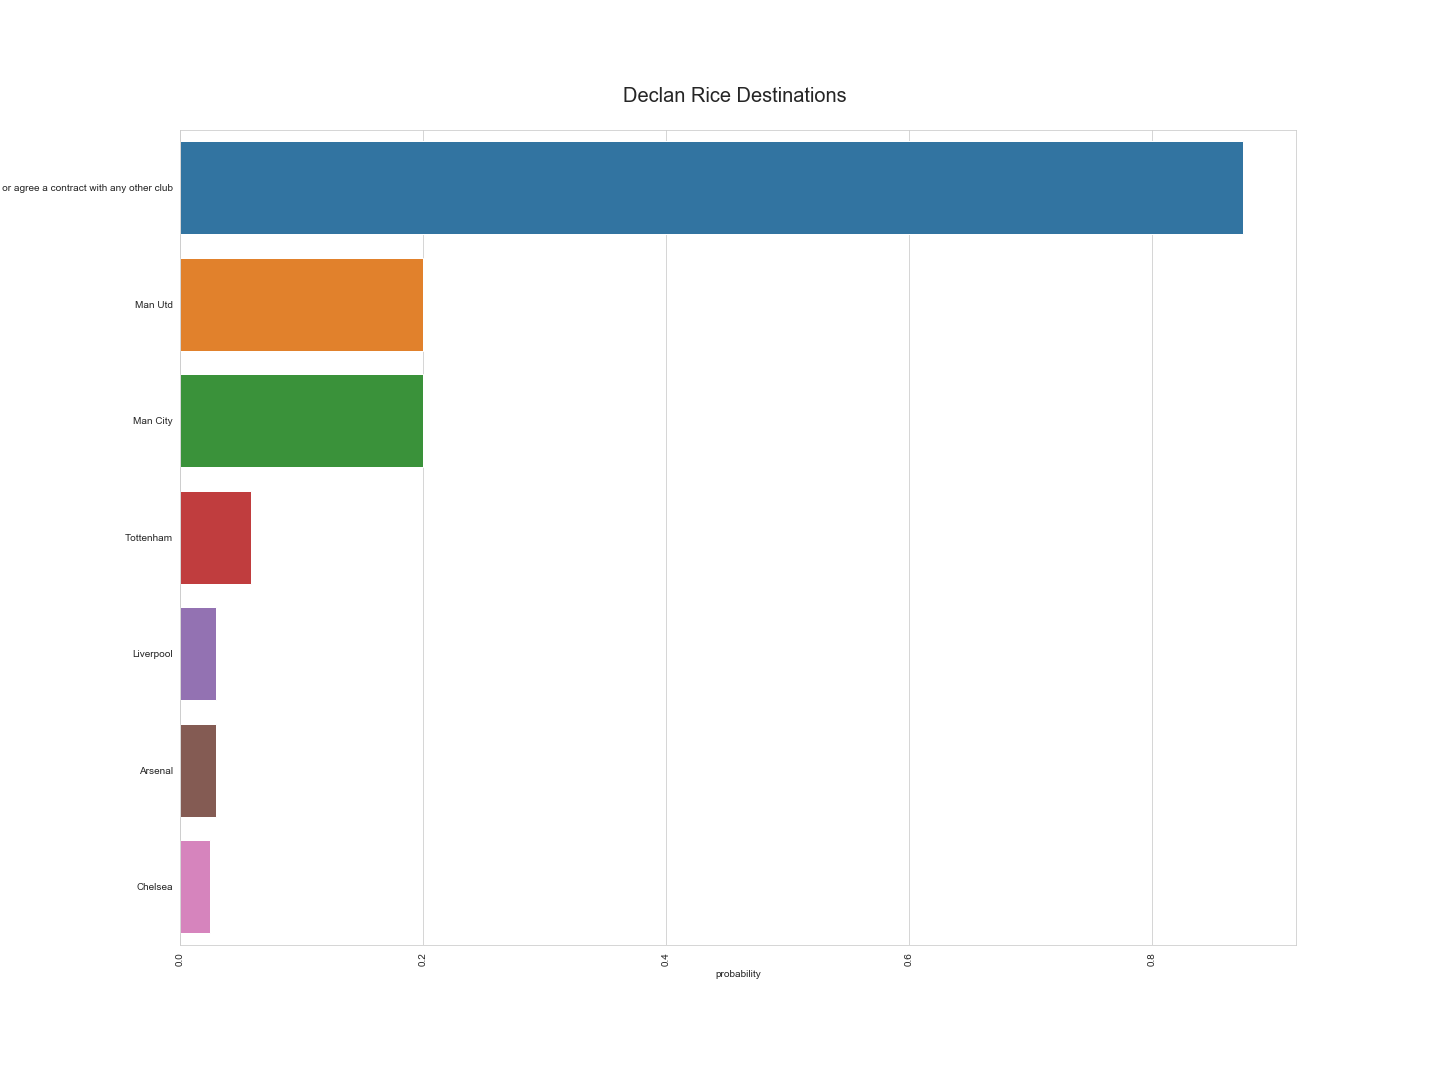 Declan Rice Destinations
or agree a contract with any other club
Man Utd
Man City
Tottenham
Liverpool
Arsenal
Chelsea
0.0
0.2
0.4
0.6
0.8
probability